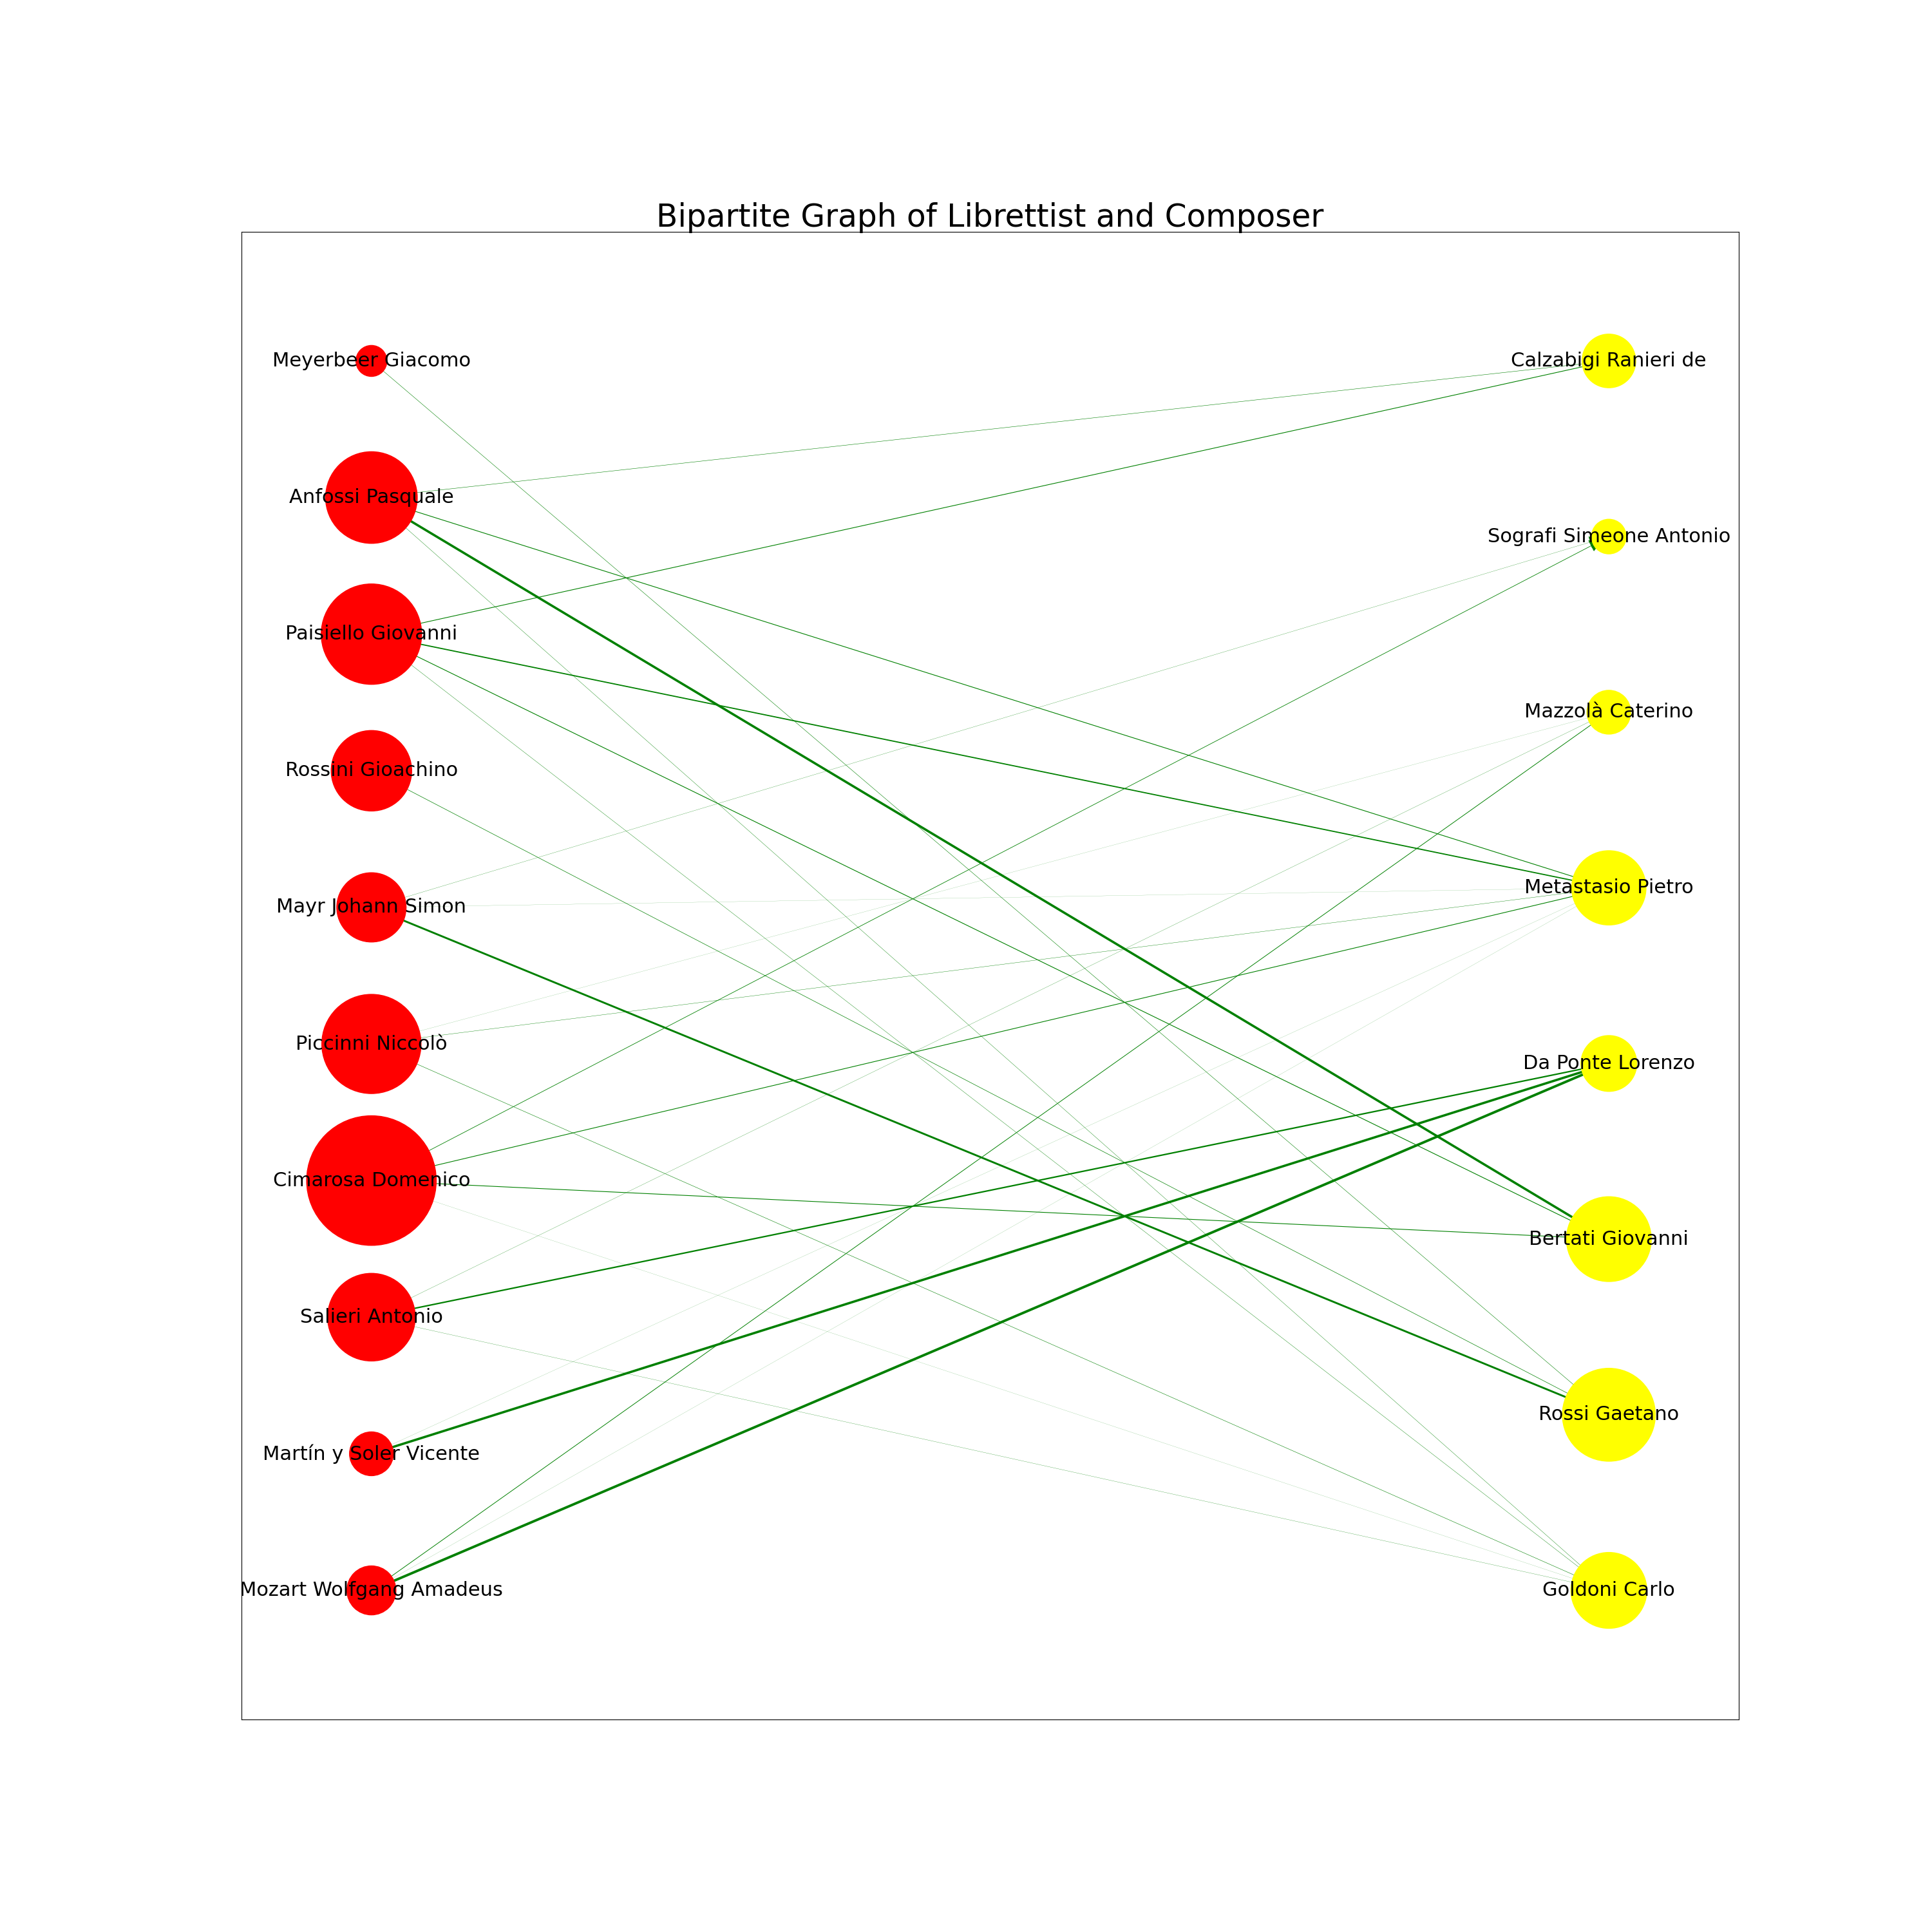 Bipartite Graph of Librettist and Composer
Meyerbeer Giacomo
Anfossi Pasquale
Paisiello Giovanni
Rossini Gioachino
Mayr Johann Simon
Piccinni Niccolò
Cimarosa Domenico
Salieri Antonio
Martín y Soler Vicente
Mozart Wolfgang Amadeus
Calzabigi Ranieri de
Sografi Simeone Antonio
Mazzolà Caterino
Metastasio Pietro
Da Ponte Lorenzo
Bertati Giovanni
Rossi Gaetano
Goldoni Carlo